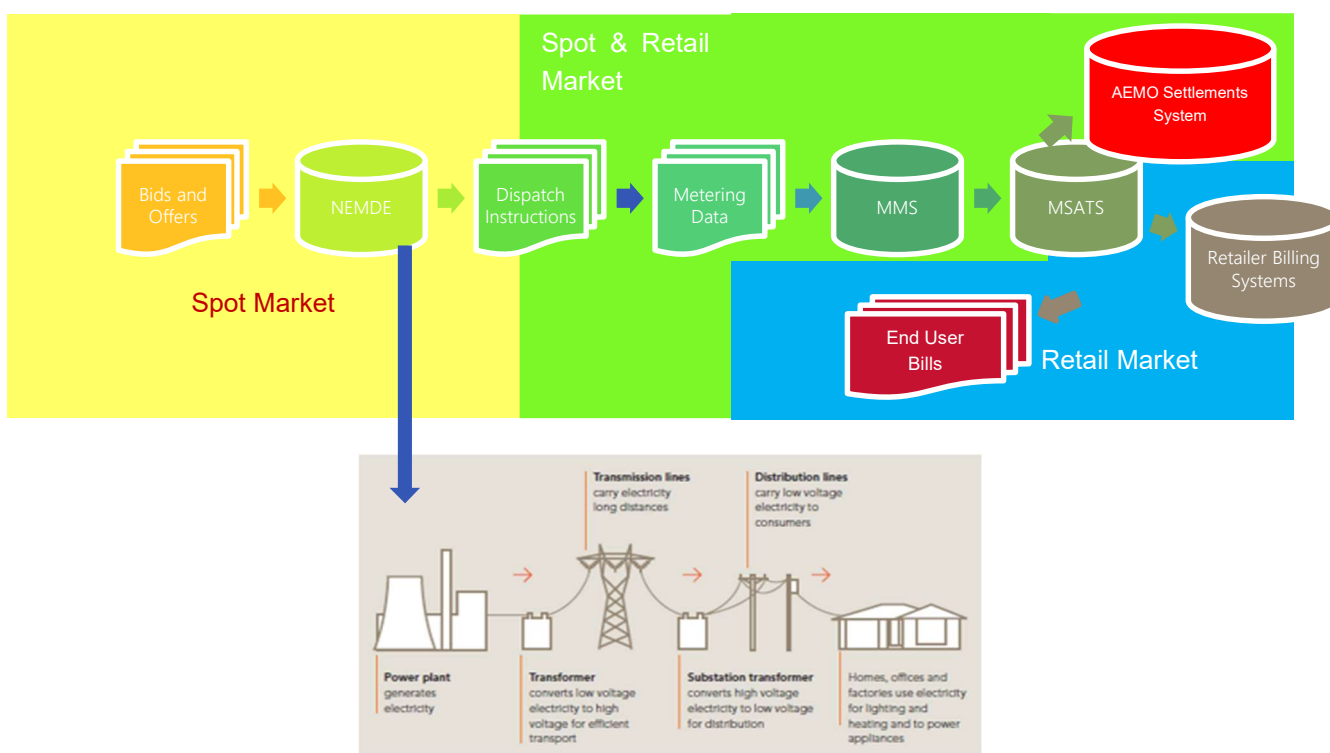 Spot & Retail
Market
AEMO Settlements
System
Bids and
Offers
NEMDE
Dispatch
Instructions
Metering
Data
MMS
MSATS
Retailer Billing
Systems
Spot Market
End User
Bills
Retail Market
Transmission lines
carry electricity
long distances
Distribution lines
carry low voltage
electricity to
consumers
Power plant
generates
electricity
Transformer
converts low voltage
electricity to high
voltage for efficient
transport
Substation transformer
converts high voltage
electricity to low voltage
for distribution
Homes, offices and
factories use electricity
for lighting and
heating and to power
appliances